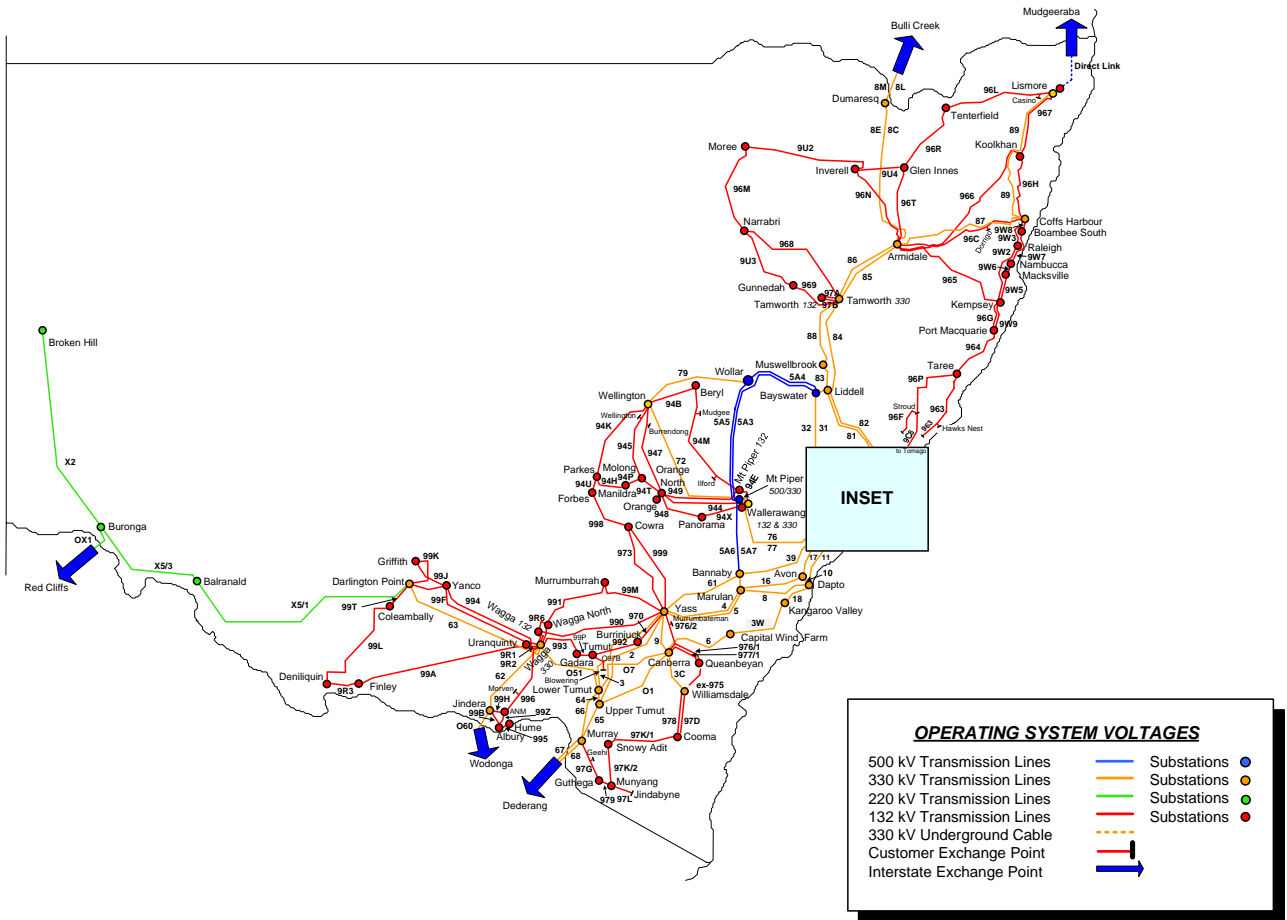 Mudgeeraba
Bulli Creek
Direct Link
8M
8L
96L
Lismore
Casino
967
Dumaresq
Tenterfield
8E
8C
89
96R
Koolkhan
Moree
9U2
Inverell
9U4
Glen Innes
96M
96N
96T
966
96H
89
Narrabri
87
Coffs Harbour
9W8
Boambee South
968
96C
Dorrigo
9W3
Raleigh
Armidale
9W2
9W7
9U3
86
Nambucca
9W6
Macksville
85
965
Gunnedah
969
97A
9W5
Tamworth 132
97B
Tamworth 330
Kempsey
96G
9W9
88
84
Port Macquarie
964
Broken Hill
Muswellbrook
Taree
79
Wollar
5A4
83
96P
Beryl
Bayswater
Liddell
Wellington
94B
Stroud
963
Wellington
Mudgee
96F
Burrendong
5A5
5A3
82
963
Hawks Nest
94K
32
31
81
9C8
94M
945
947
to Tomago
72
X2
Mt Piper 132
Molong
Orange
Parkes
94P
North
94E
Mt Piper
94H
Ilford
500/330
94U
Manildra
94T
949
INSET
Forbes
Orange
944
Wallerawang
948
94X
132 & 330
Panorama
Buronga
998
Cowra
76
OX1
973
999
5A6
5A7
77
Griffith
99K
39
17
11
X5/3
Murrumburrah
Bannaby
Avon
10
Red Cliffs
Balranald
Darlington Point
99J
Yanco
61
16
Dapto
99M
Marulan
X5/1
99T
99F
994
991
4
8
18
Wagga 132
9R6
Wagga North
970
Yass
5
Kangaroo Valley
Coleambally
990
Murrumbateman
63
Burrinjuck
976/2
3W
Uranquinty
993
99P
992
6
Capital Wind Farm
99L
9R1
Tumut
9
976/1
9R2
Wagga 330
Gadara
O97B
2
Canberra
977/1
99A
O51
O7
Queanbeyan
Deniliquin
62
Blowering
3
3C
9R3
Finley
Morven
Lower Tumut
O1
ex-975
99H
996
64
Williamsdale
Jindera
66
Upper Tumut
99B
ANM
99Z
65
978
97D
O60
Hume
Albury
995
Murray
97K/1
Cooma
67
68
Snowy Adit
Wodonga
Geehi
97G
97K/2
Guthega
Munyang
979
97L
Jindabyne
Dederang
OPERATING SYSTEM VOLTAGES
500 kV Transmission Lines Substations
330 kV Transmission Lines Substations
220 kV Transmission Lines Substations
132 kV Transmission Lines Substations
330 kV Underground Cable
Customer Exchange Point
Interstate Exchange Point